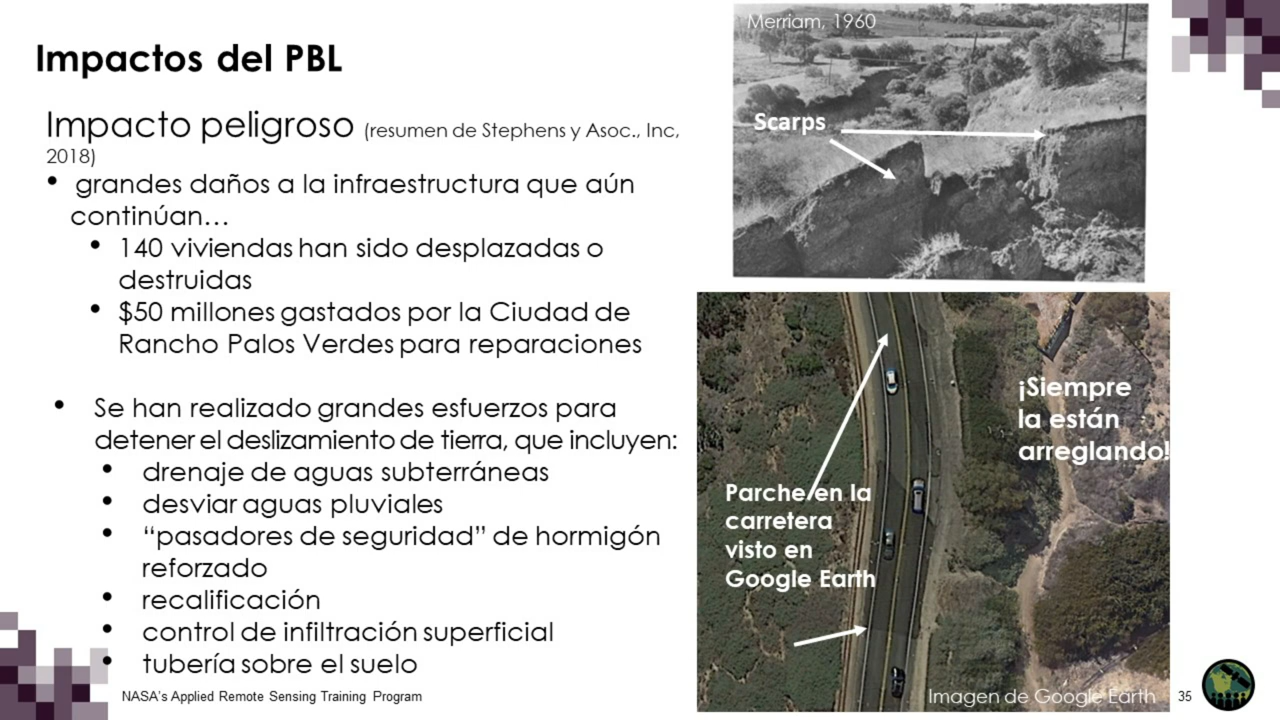 Impactos del PBL
Impacto peligroso (resumen de Stephens y Asoc., Inc,
2018)
• grandes daños a la infraestructura que aún
continúan…
• 140 viviendas han sido desplazadas o
destruidas
• $50 millones gastados por la Ciudad de
Rancho Palos Verdes para reparaciones
• Se han realizado grandes esfuerzos para
detener el deslizamiento de tierra, que incluyen:
• drenaje de aguas subterráneas
• desviar aguas pluviales
• “pasadores de seguridad” de hormigón
reforzado
• recalificación
• control de infiltración superficial
• tubería sobre el suelo
Merriam, 1960
Scarps
¡Siempre
la están
arreglando!
Parche en la
carretera
visto en
Google Earth
Imagen de Google Earth
NASA’s Applied Remote Sensing Training Program
35